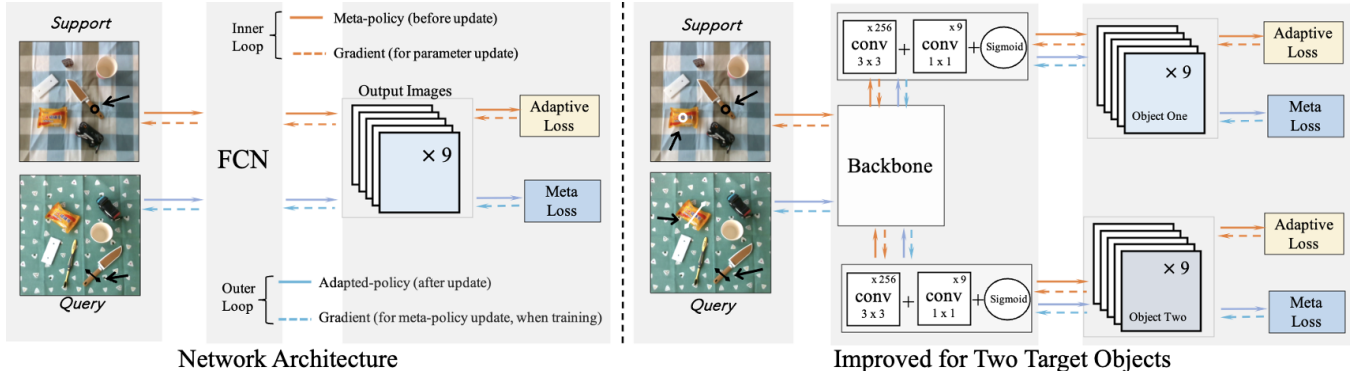 Support
Query
Inner
Loop
Meta-policy (before update)
Gradient (for parameter update)
FCN
Output Images
× 9
Adaptive
Loss
Meta
Loss
Outer
Loop
Adapted-policy (after update)
Gradient (for meta-policy update, when training)
Network Architecture
Support
Query
x 256
conv
3 x 3
+
x 9
conv
1 x 1
+
Sigmoid
Backbone
x 256
conv
3 x 3
+
x 9
conv
1 x 1
+
Sigmoid
× 9
Object One
Adaptive
Loss
Meta
Loss
× 9
Object Two
Adaptive
Loss
Meta
Loss
Improved for Two Target Objects